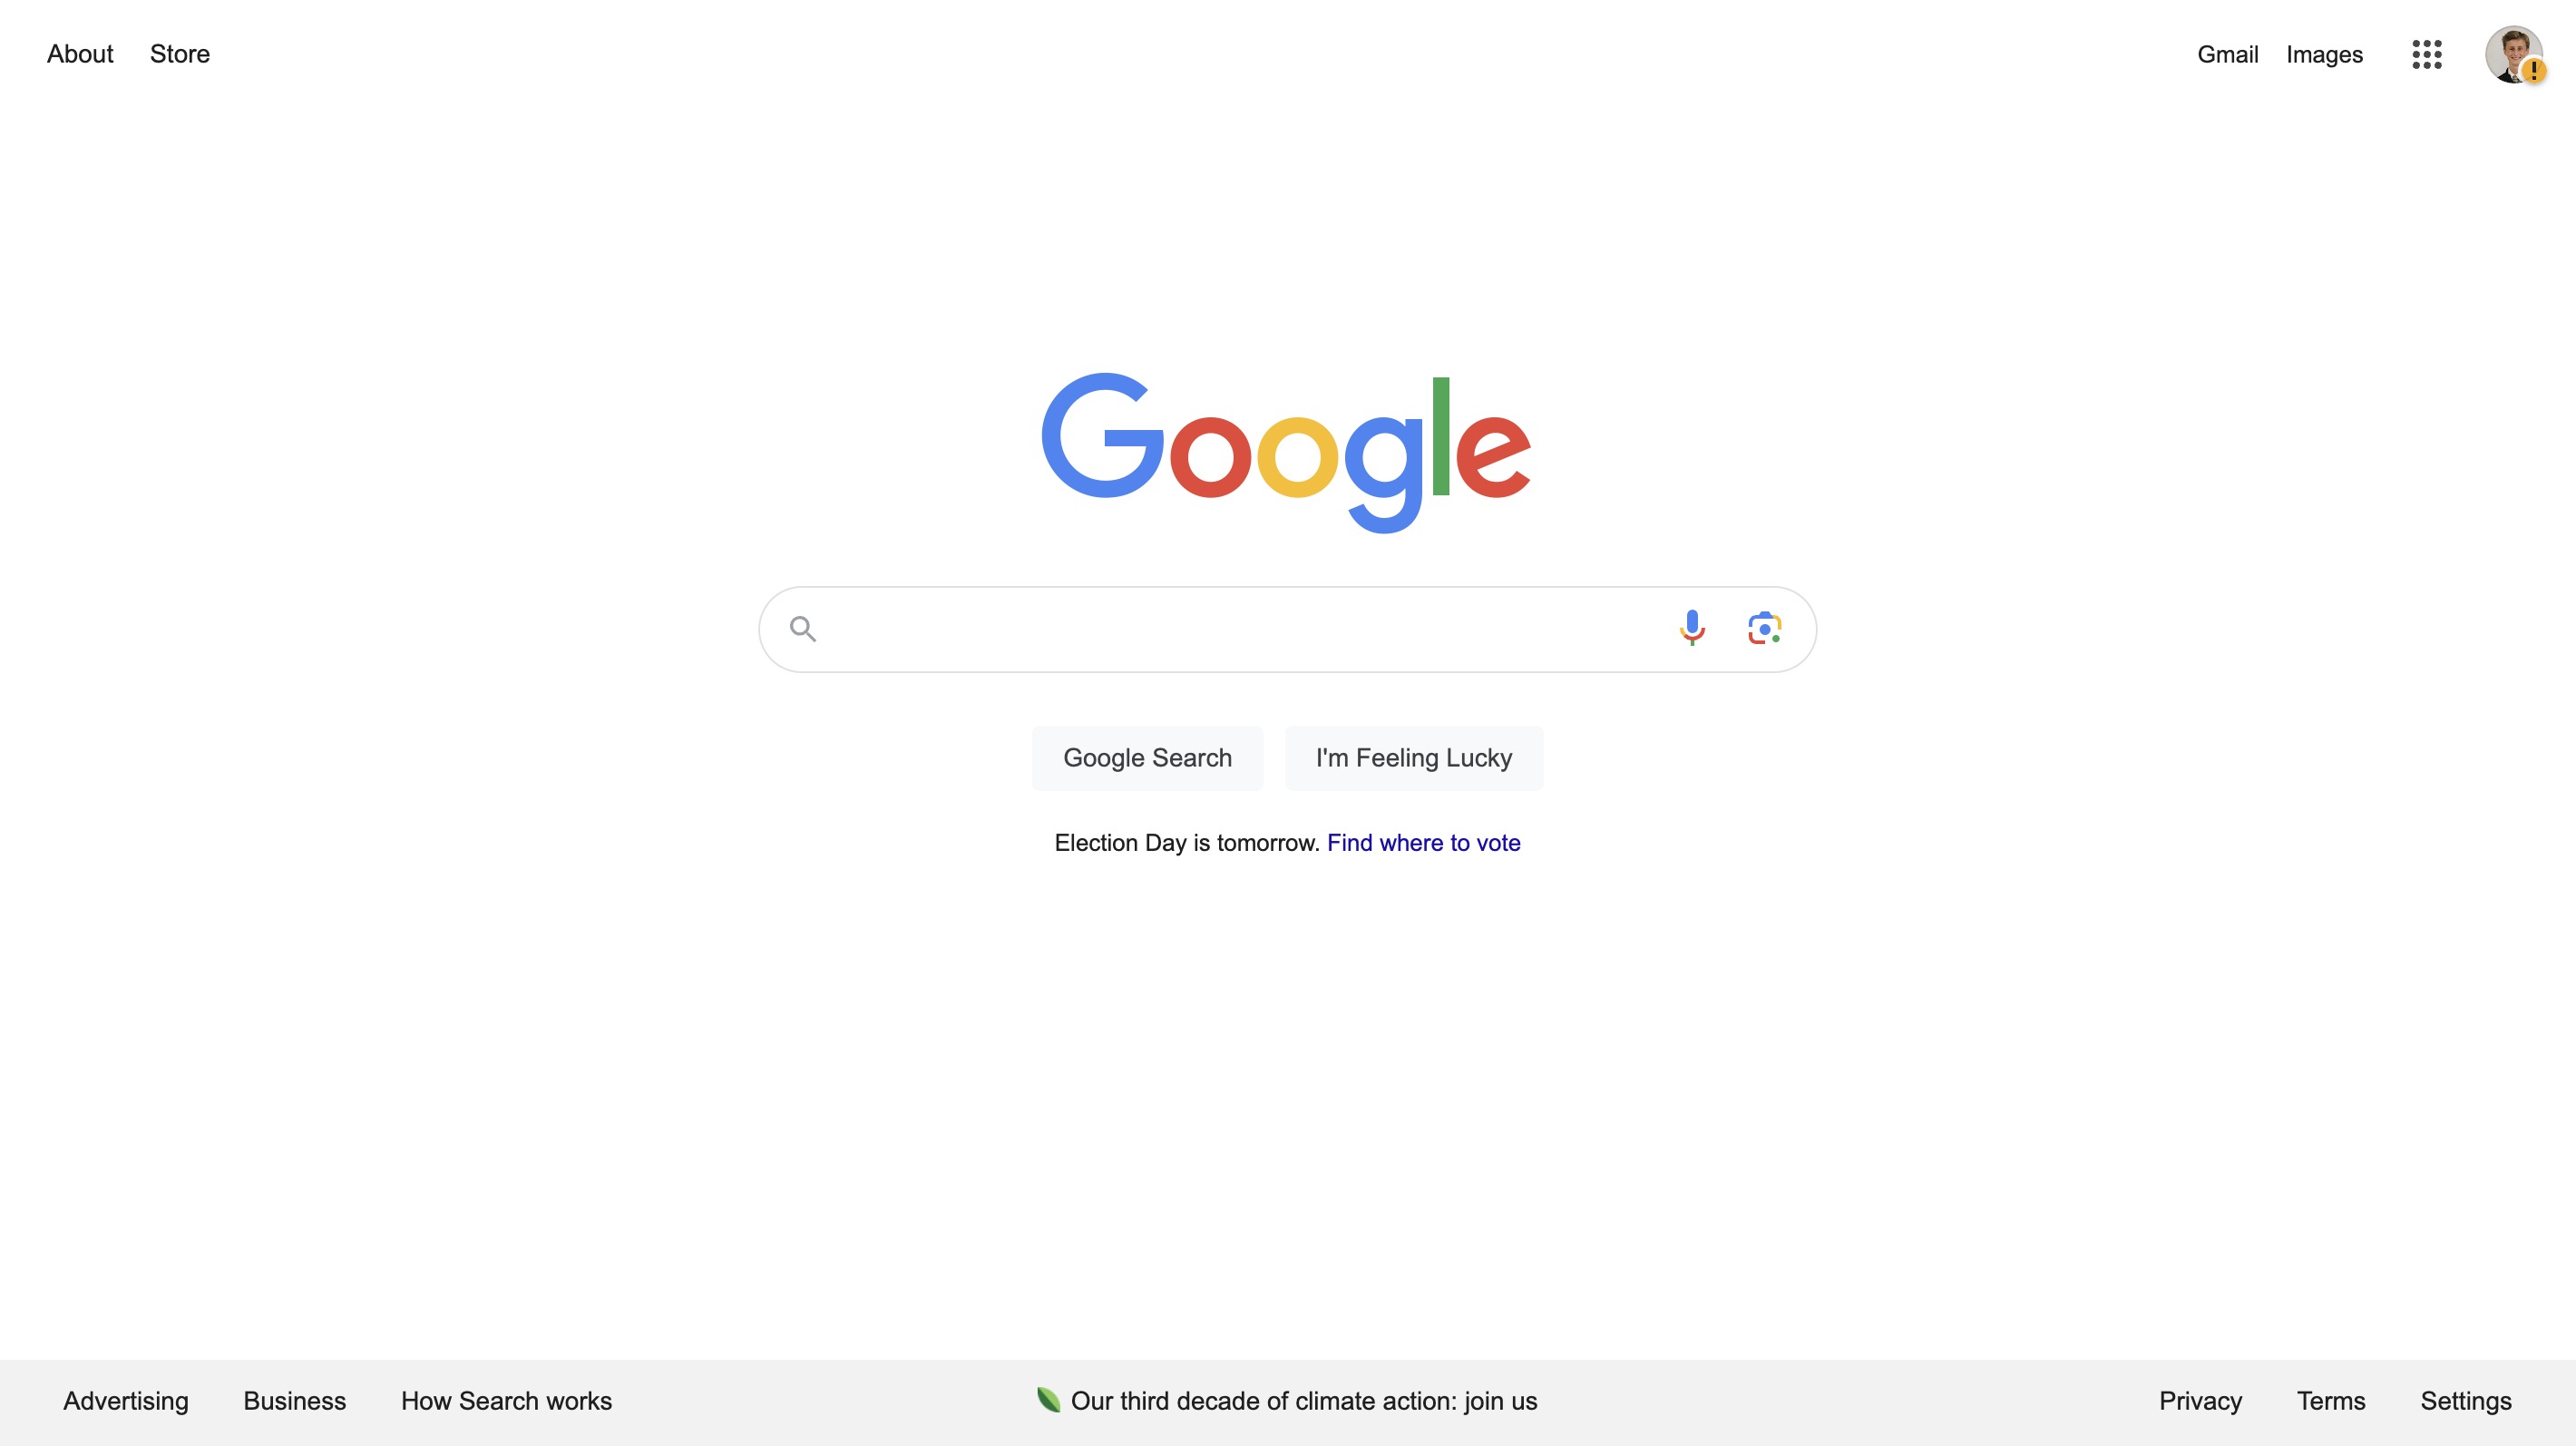 About Store Gmail Images
Google
Google Search I'm Feeling Lucky
Election Day is tomorrow. Find where to vote
Advertising Business How Search works Our third decade of climate action: join us Privacy Terms Settings